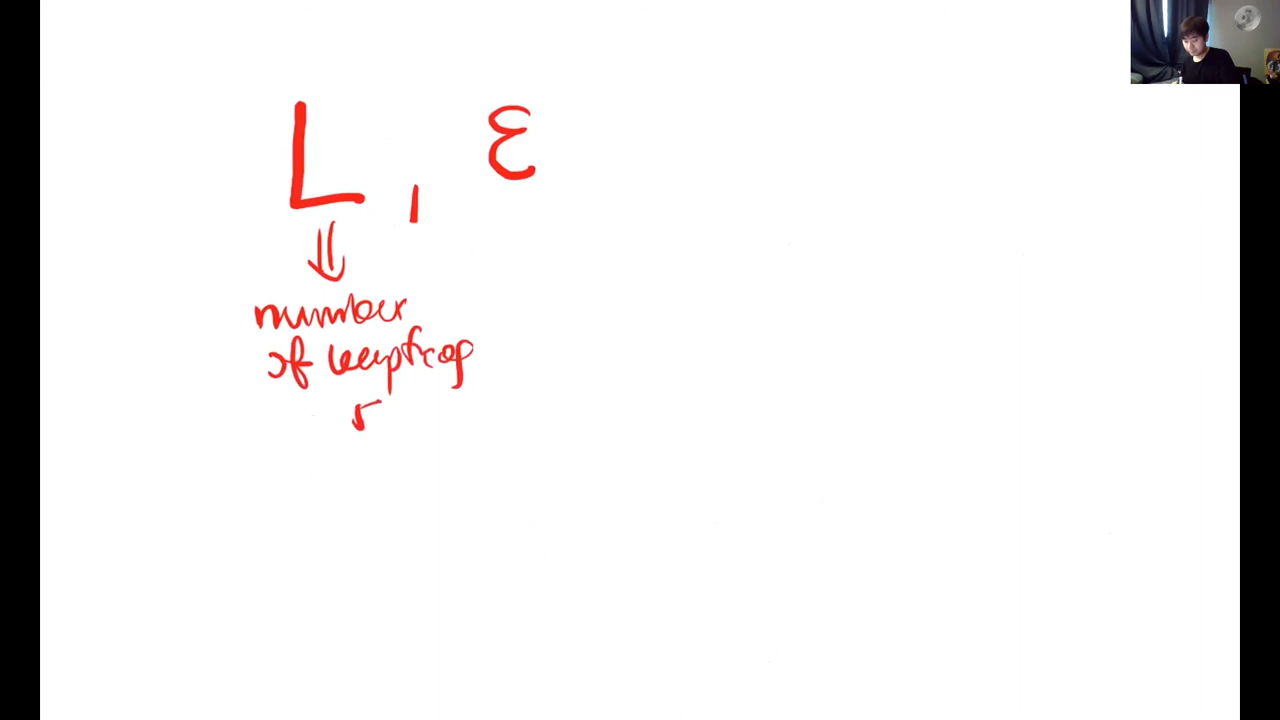 L , ε
number
of leapfrog